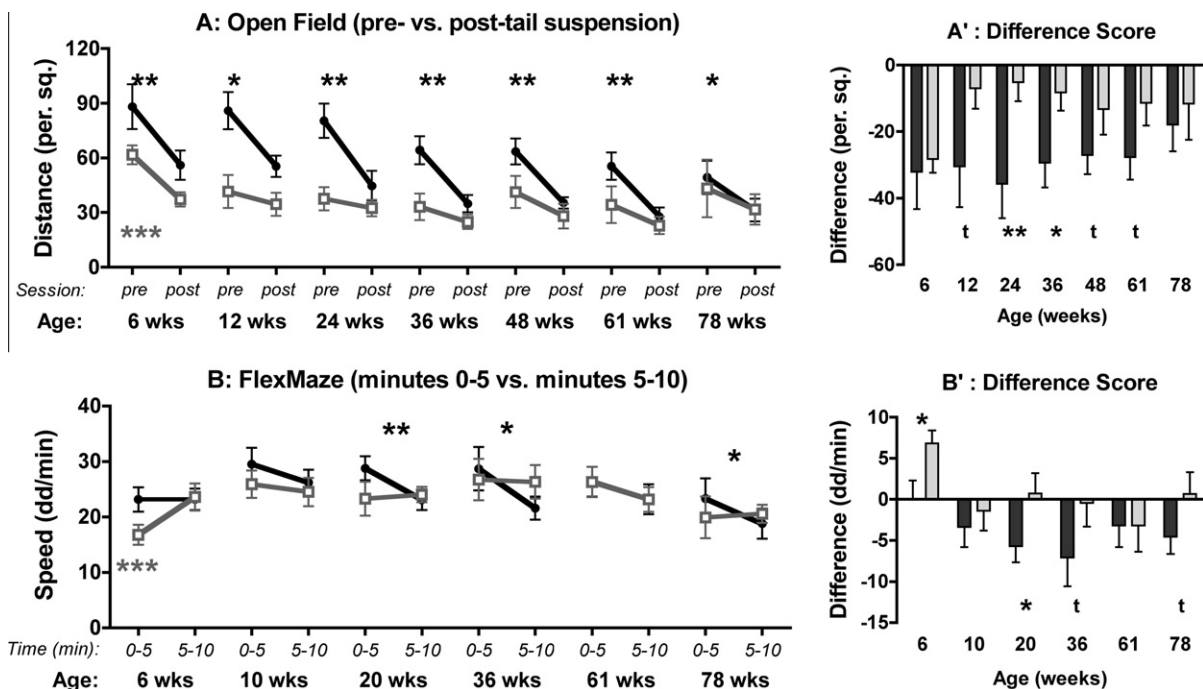 A: Open Field (pre- vs. post-tail suspension)
Distance (per. sq.)
120
90
60
30
0
** * ** ** ** ** *
***
Session: pre post pre post pre post pre post pre post pre post pre post
Age: 6 wks 12 wks 24 wks 36 wks 48 wks 61 wks 78 wks
A' : Difference Score
Difference (per. sq.)
0
-20
-40
-60
t ** * t t
6 12 24 36 48 61 78
Age (weeks)
B: FlexMaze (minutes 0-5 vs. minutes 5-10)
Speed (dd/min)
40
30
20
10
0
** * *
***
Time (min): 0-5 5-10 0-5 5-10 0-5 5-10 0-5 5-10 0-5 5-10 0-5 5-10
Age: 6 wks 10 wks 20 wks 36 wks 61 wks 78 wks
B' : Difference Score
Difference (dd/min)
10
5
0
-5
-10
-15
*
* t t
6 10 20 36 61 78
Age (weeks)